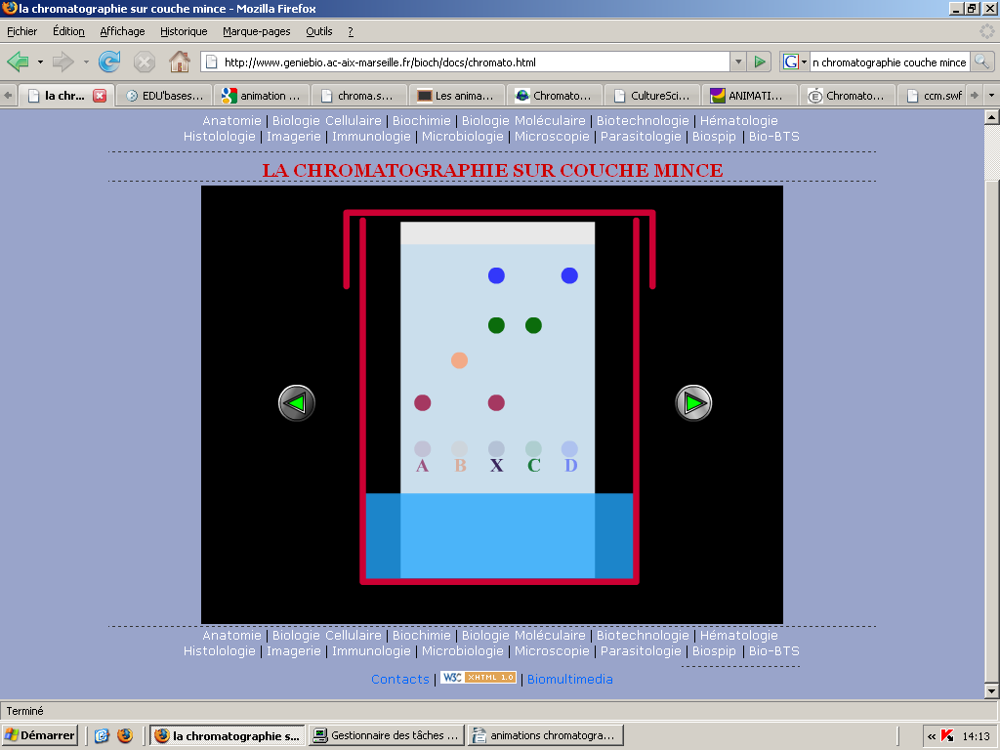 la chromatographie sur couche mince - Mozilla Firefox
Fichier Édition Affichage Historique Marque-pages Outils ?
http://www.geniebio.ac-aix-marseille.fr/bioch/docs/chromato.html G n chromatographie couche mince
la chr... EDU'bases... animation ... chroma.s... Les anima... Chromato... CultureSci... ANIMATI... Chromato... ccm.swf
Anatomie | Biologie Cellulaire | Biochimie | Biologie Moléculaire | Biotechnologie | Hématologie
Histolologie | Imagerie | Immunologie | Microbiologie | Microscopie | Parasitologie | Biospip | Bio-BTS
LA CHROMATOGRAPHIE SUR COUCHE MINCE
A B X C D
Anatomie | Biologie Cellulaire | Biochimie | Biologie Moléculaire | Biotechnologie | Hématologie
Histolologie | Imagerie | Immunologie | Microbiologie | Microscopie | Parasitologie | Biospip | Bio-BTS
Contacts | W3C XHTML 1.0 | Biomultimedia
Terminé
Démarrer la chromatographie s... Gestionnaire des tâches ... animations chromatogra... « 14:13